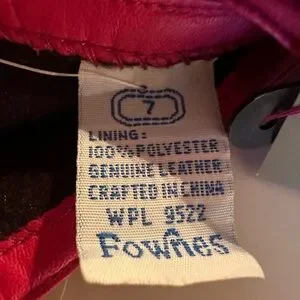 7
LINING:
100% POLYESTER
GENUINE LEATHER
CRAFTED IN CHINA
WPL 9522
Fownes